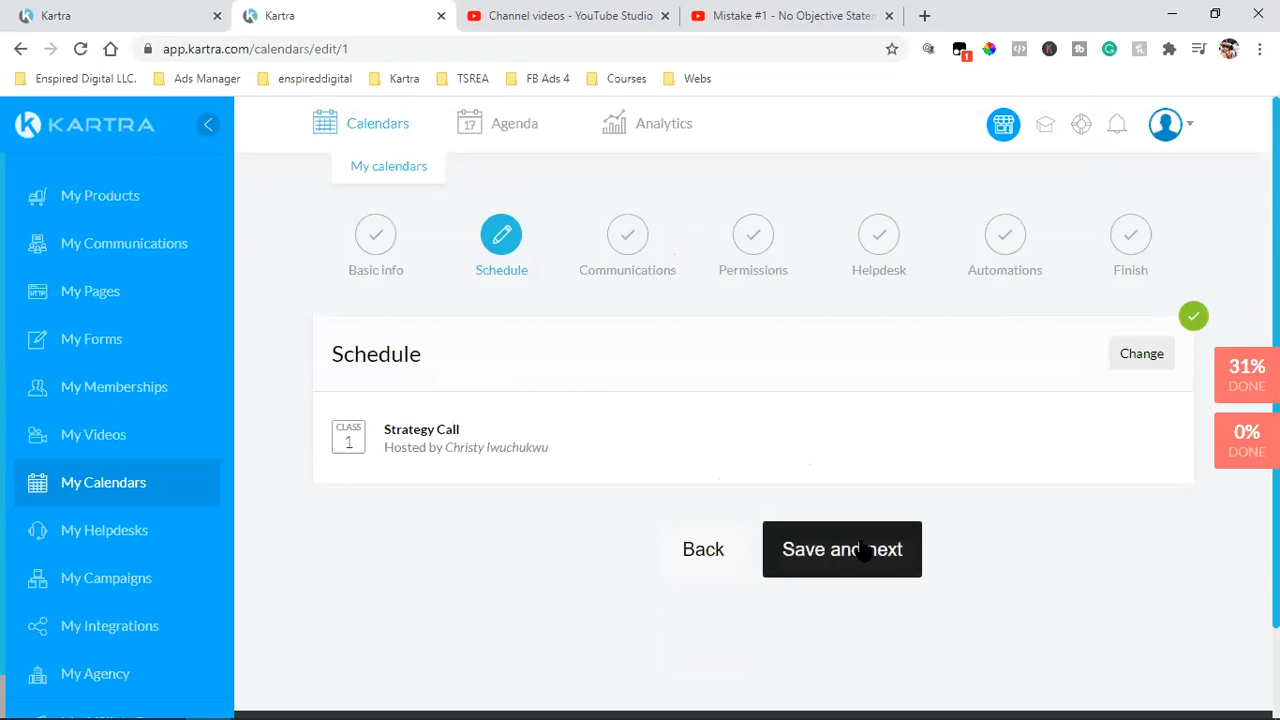 Kartra
Kartra
Channel videos - YouTube Studio
Mistake #1 - No Objective Statem
app.kartra.com/calendars/edit/1
1
Enspired Digital LLC.
Ads Manager
enspireddigital
Kartra
TSREA
FB Ads 4
Courses
Webs
KARTRA
Calendars
17
Agenda
Analytics
My calendars
My Products
My Communications
HTTP
My Pages
My Forms
My Memberships
My Videos
My Calendars
My Helpdesks
My Campaigns
My Integrations
My Agency
Basic info
Schedule
Communications
Permissions
Helpdesk
Automations
Finish
Schedule
Change
CLASS
1
Strategy Call
Hosted by Christy Iwuchukwu
31%
DONE
0%
DONE
Back
Save and next